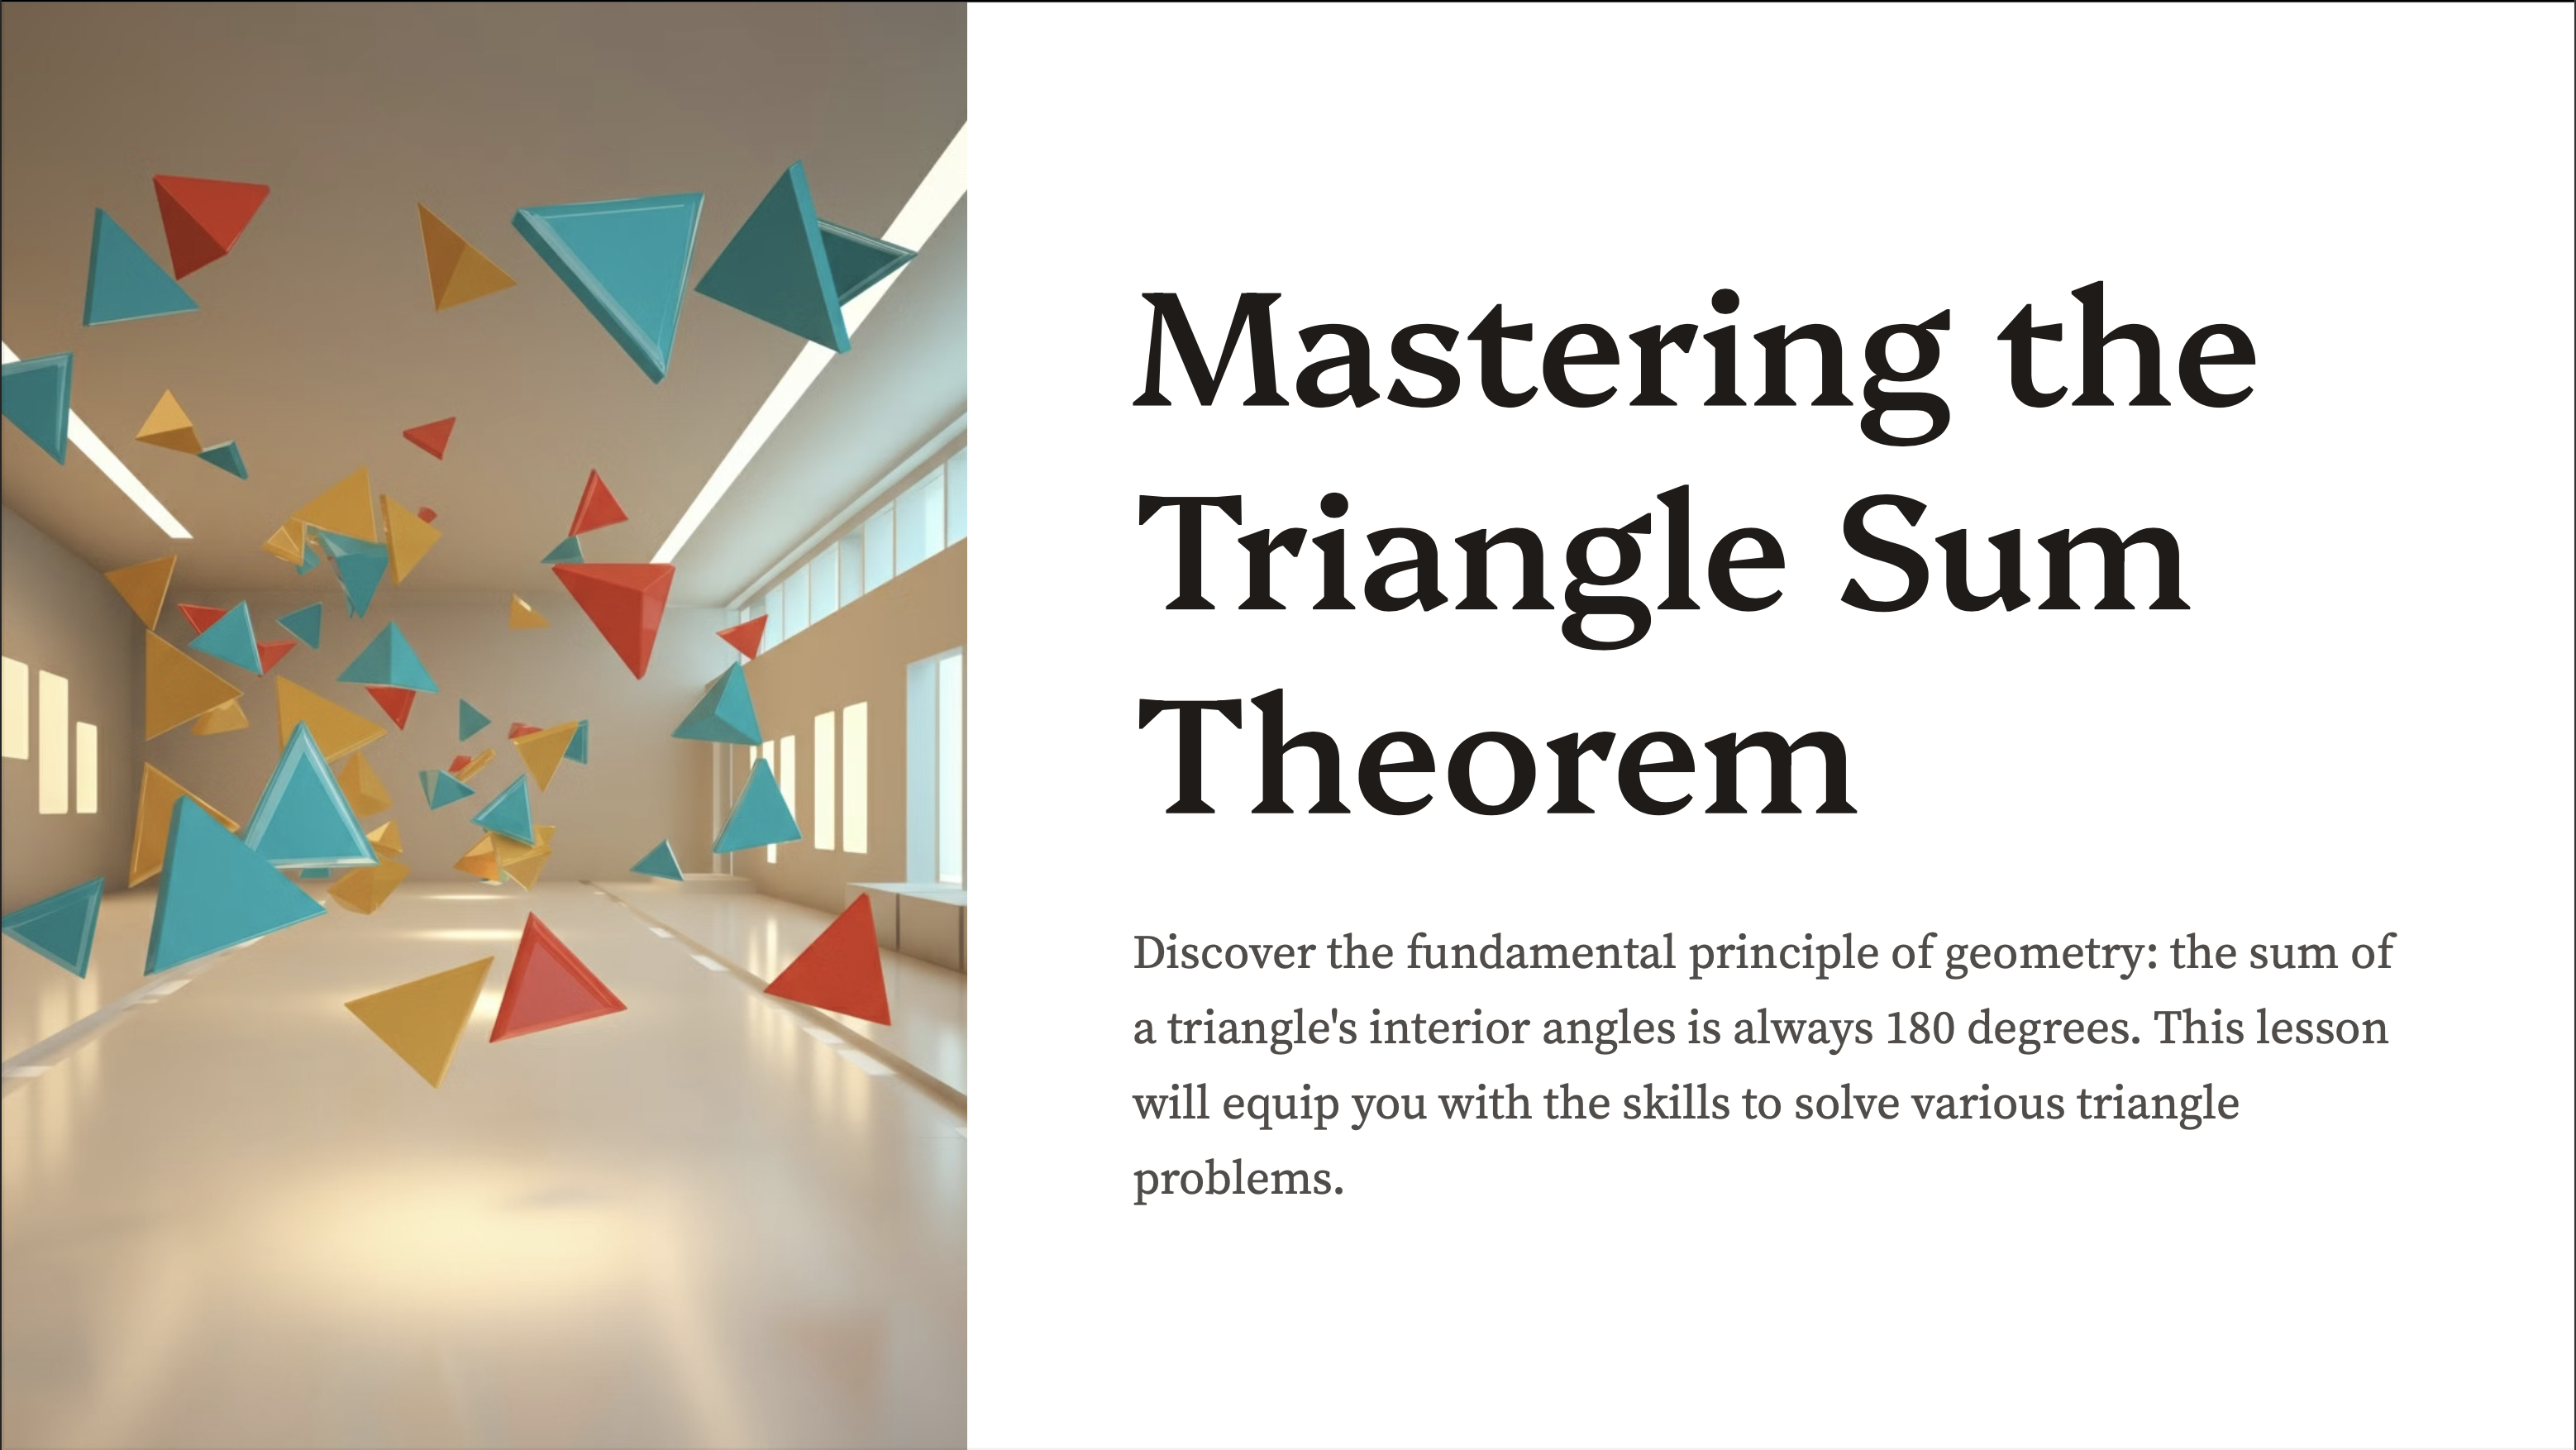 Mastering the
Triangle Sum
Theorem
Discover the fundamental principle of geometry: the sum of
a triangle's interior angles is always 180 degrees. This lesson
will equip you with the skills to solve various triangle
problems.